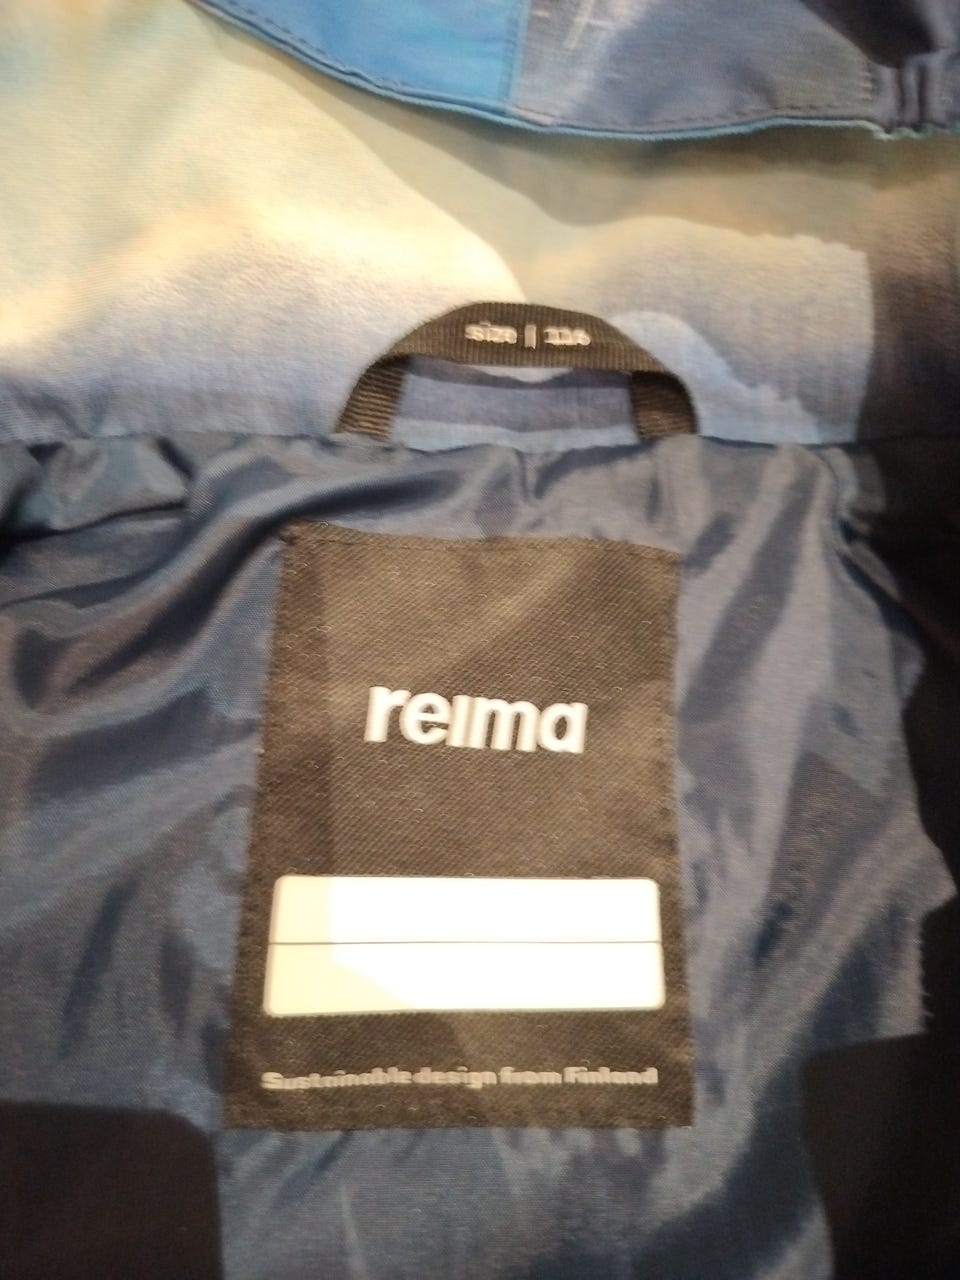 size | 116
reima
Sustainable design from Finland